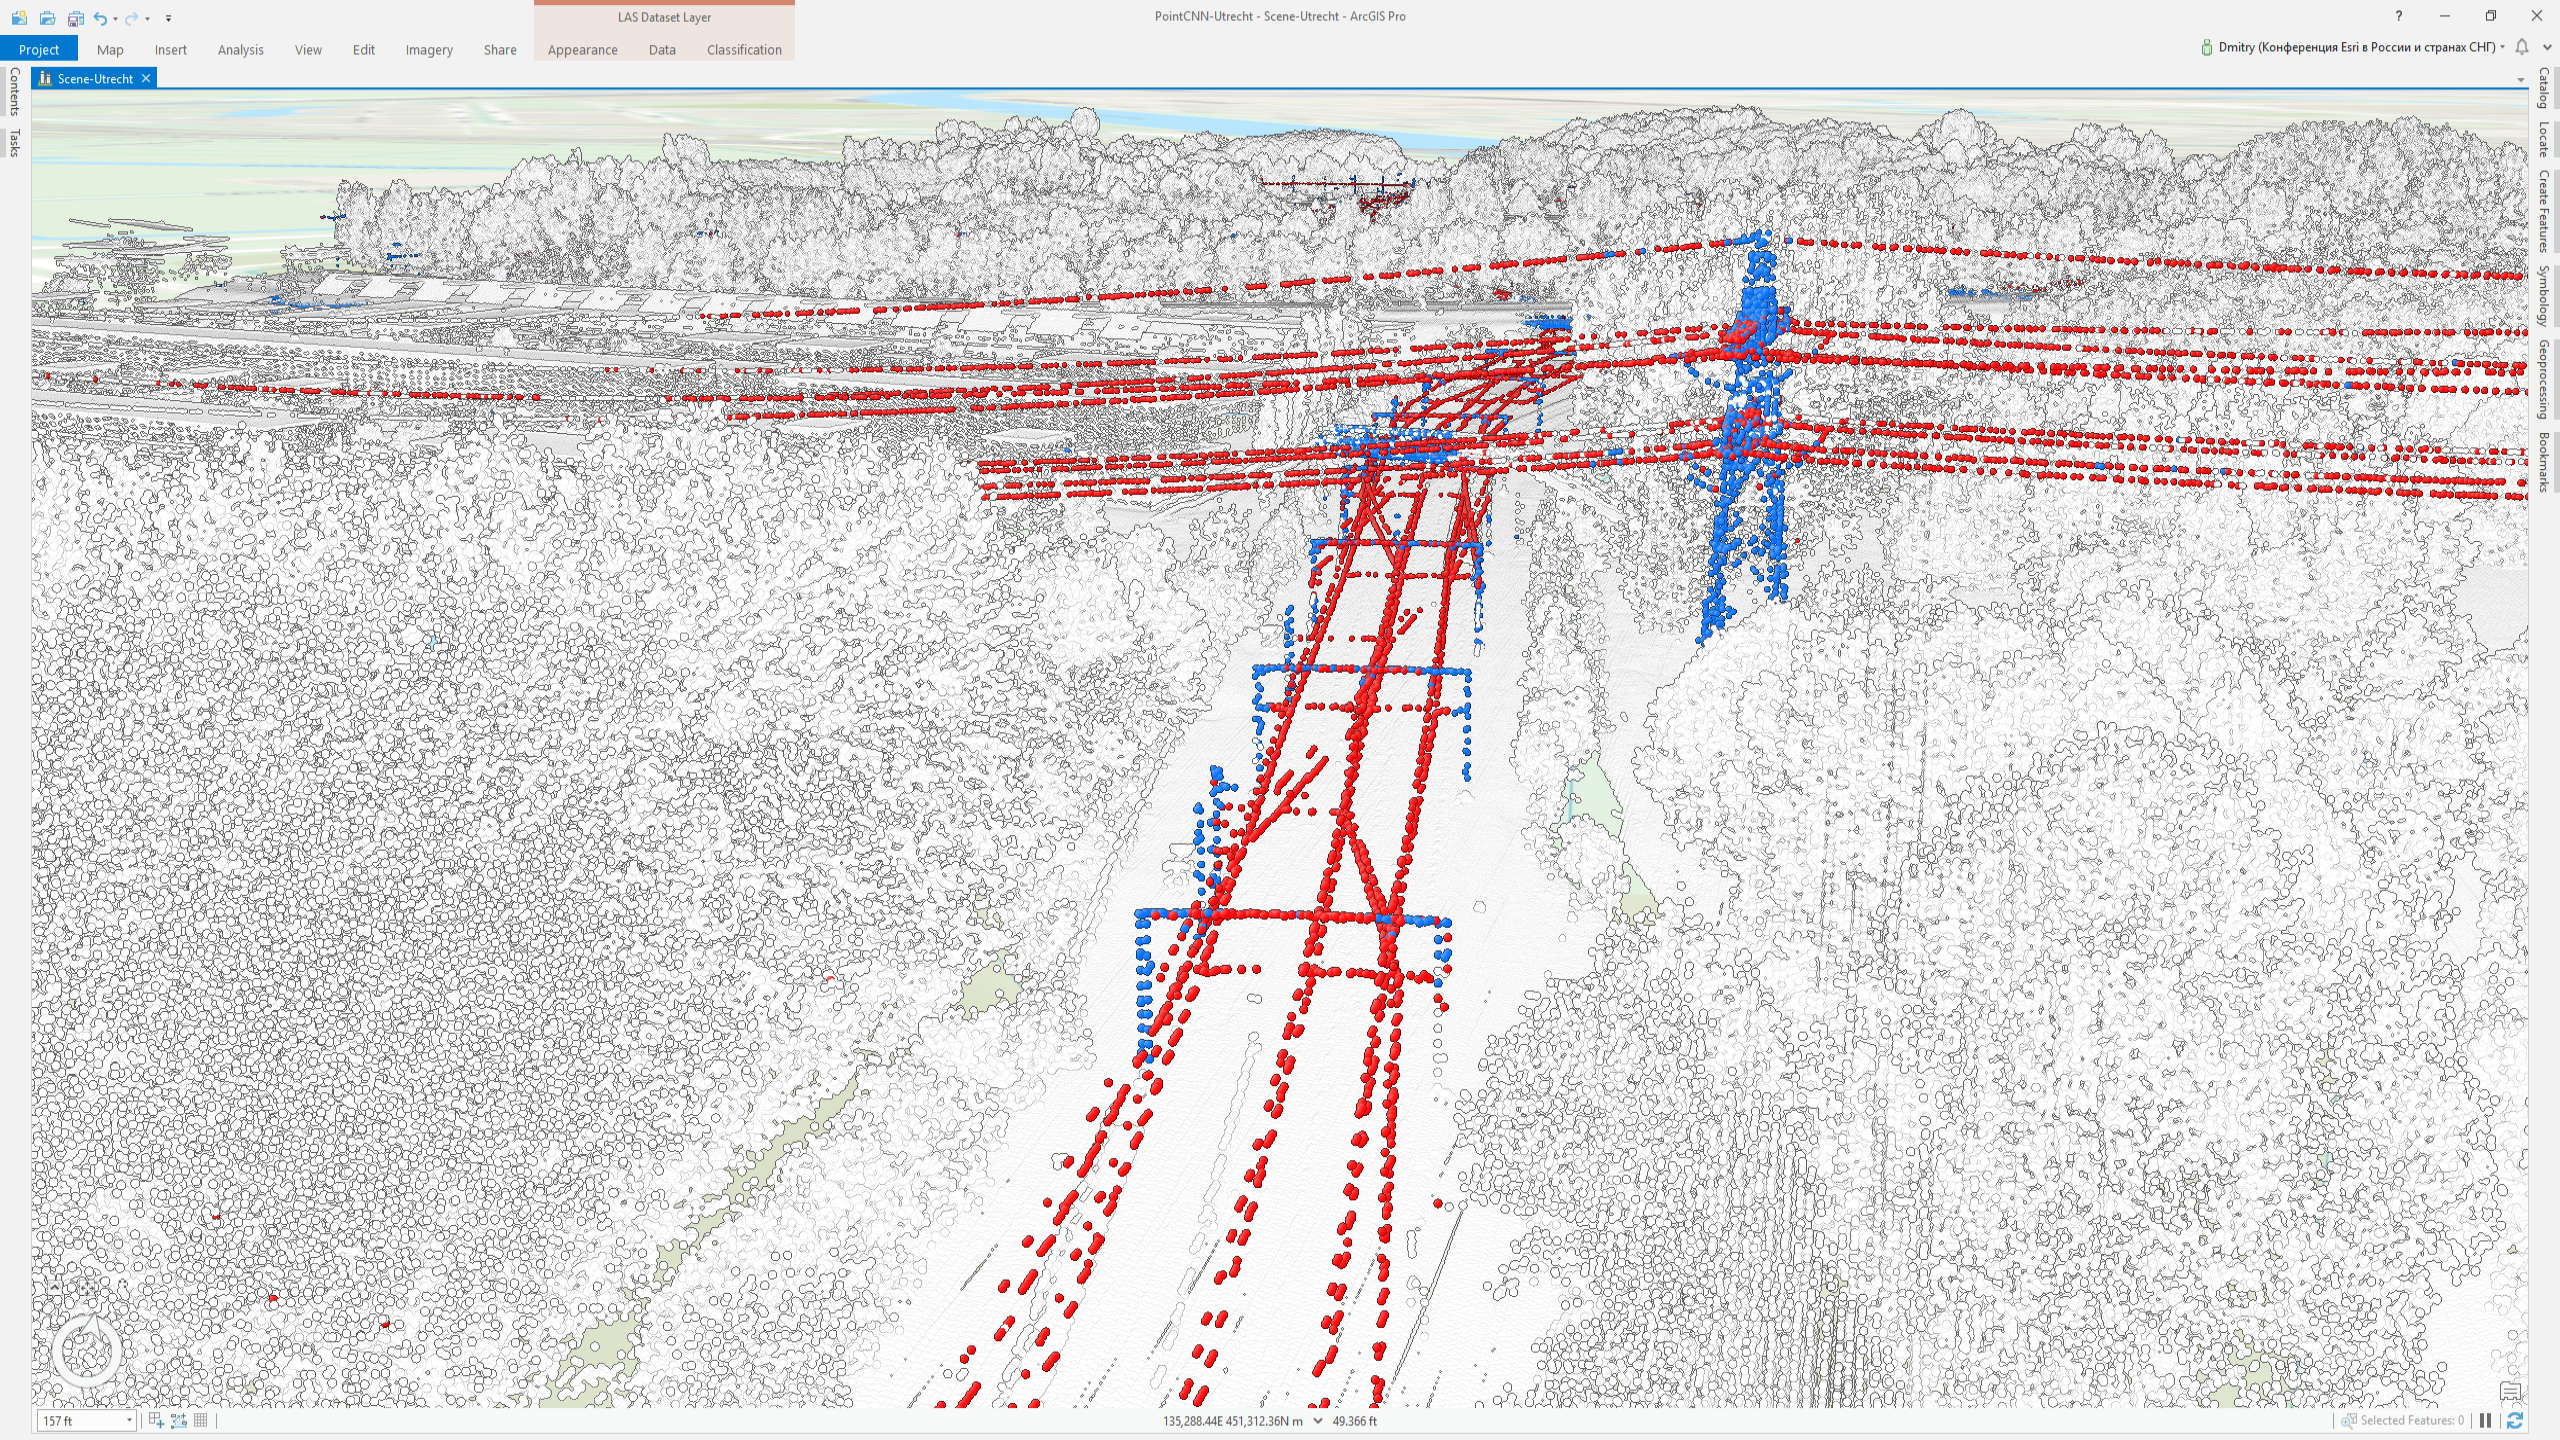 LAS Dataset Layer
PointCNN-Utrecht - Scene-Utrecht - ArcGIS Pro
?
Project Map Insert Analysis View Edit Imagery Share Appearance Data Classification
Dmitry (Конференция Esri в России и странах СНГ)
Scene-Utrecht
Contents
Tasks
Catalog
Locate
Create Features
Symbology
Geoprocessing
Bookmarks
157 ft
135,288.44E 451,312.36N m
49.366 ft
Selected Features: 0